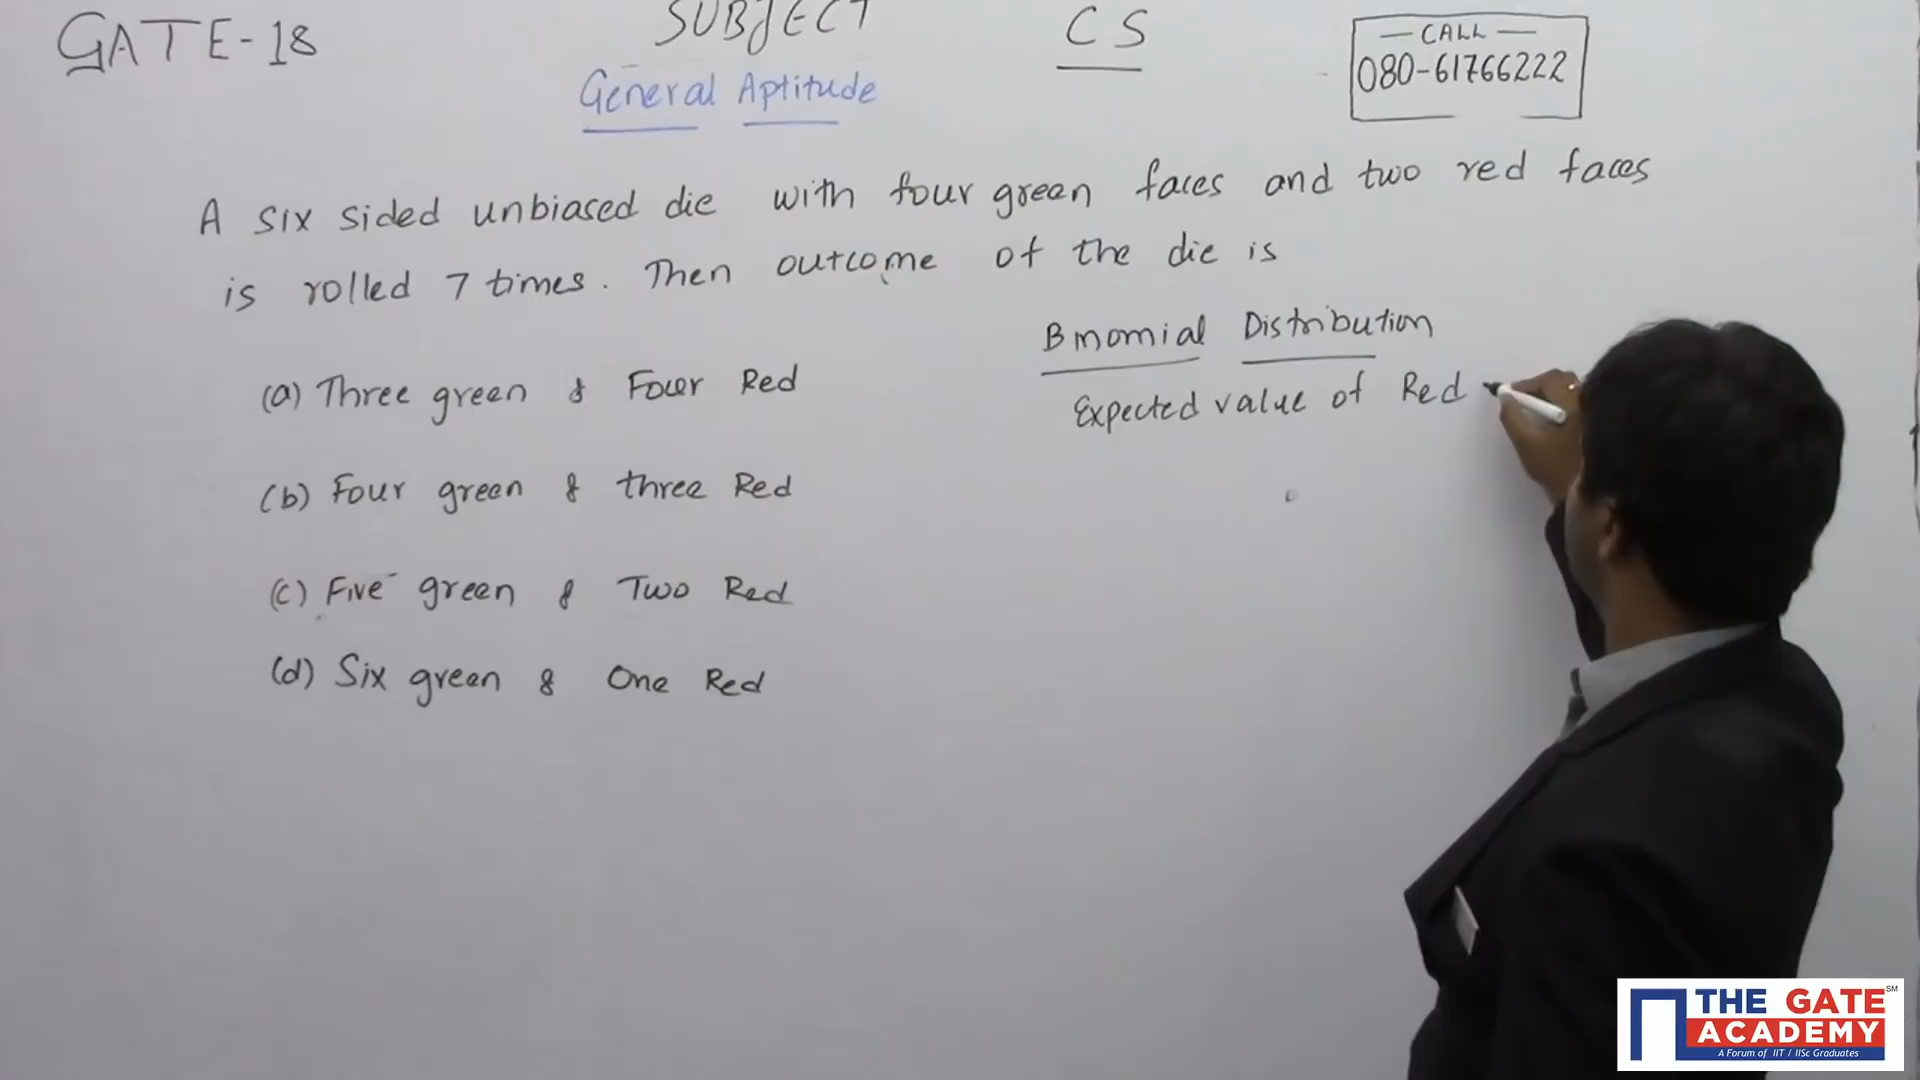 GATE-18
SUBJECT
CS
General Aptitude
— CALL —
080-61766222
A six sided unbiased die with four green faces and two red faces
is rolled 7 times. Then outcome of the die is
(a) Three green & Four Red
(b) Four green & three Red
(c) Five green & Two Red
(d) Six green & One Red
Binomial Distribution
Expected value of Red
THE GATE
ACADEMY
SM
A Forum of IIT / IISc Graduates